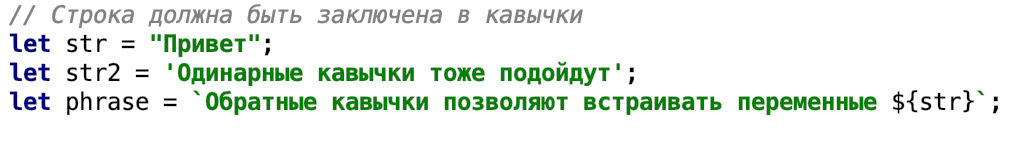 // Строка должна быть заключена в кавычки
let str = "Привет";
let str2 = 'Одинарные кавычки тоже подойдут';
let phrase = `Обратные кавычки позволяют встраивать переменные ${str}`;